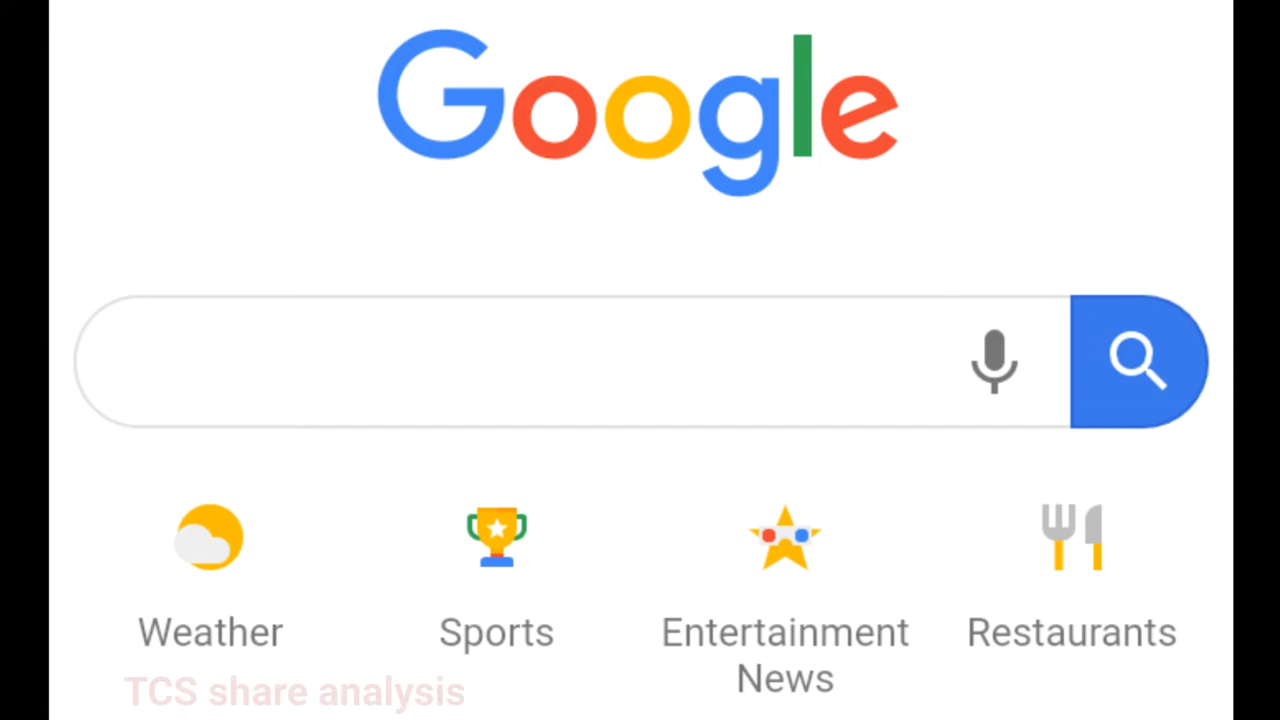 Google
Weather
Sports
Entertainment
News
Restaurants
TCS share analysis